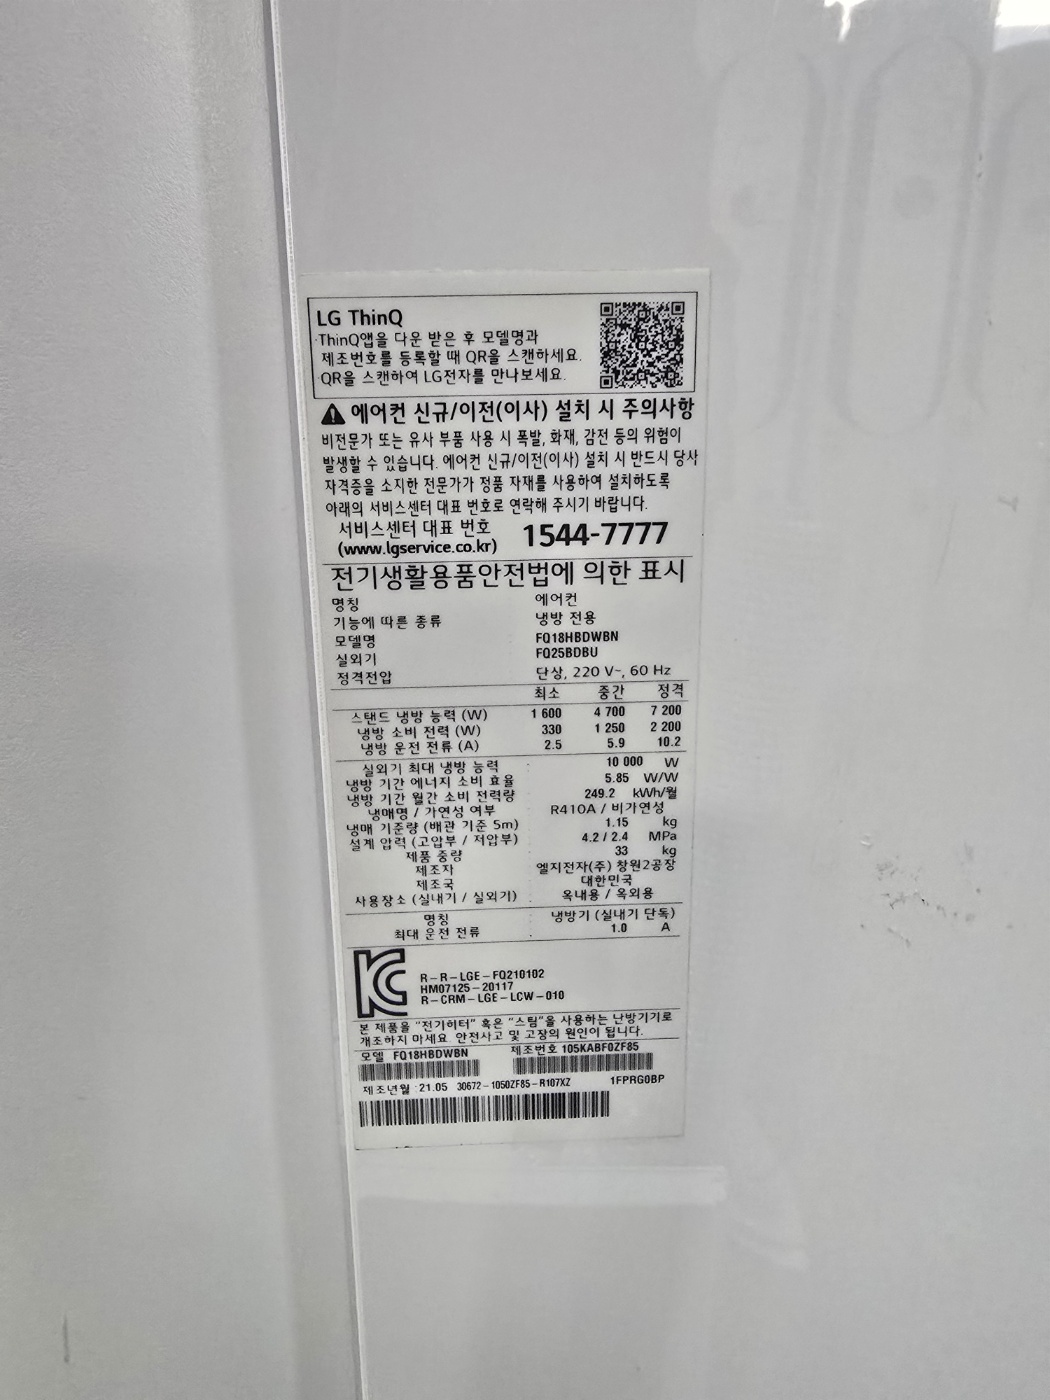 LG ThinQ
ThinQ앱을 다운 받은 후 모델명과
제조번호를 등록할 때 QR을 스캔하세요.
QR을 스캔하여 LG전자를 만나보세요.
에어컨 신규/이전(이사) 설치 시 주의사항
비전문가 또는 유사 부품 사용 시 폭발, 화재, 감전 등의 위험이
발생할 수 있습니다. 에어컨 신규/이전(이사) 설치 시 반드시 당사
자격증을 소지한 전문가가 정품 자재를 사용하여 설치하도록
아래의 서비스센터 대표 번호로 연락해 주시기 바랍니다.
서비스센터 대표 번호 1544-7777
(www.lgservice.co.kr)
전기생활용품안전법에 의한 표시
명칭 에어컨
기능에 따른 종류 냉방 전용
모델명 FQ18HBDWBN
실외기 FQ25BDBU
정격전압 단상, 220 V~, 60 Hz
최소 중간 정격
스탠드 냉방 능력 (W) 1 600 4 700 7 200
냉방 소비 전력 (W) 330 1 250 2 200
냉방 운전 전류 (A) 2.5 5.9 10.2
실외기 최대 냉방 능력 10 000 W
냉방 기간 에너지 소비 효율 5.85 W/W
냉방 기간 월간 소비 전력량 249.2 kWh/월
냉매명 / 가연성 여부 R410A / 비가연성
냉매 기준량 (배관 기준 5m) 1.15 kg
설계 압력 (고압부 / 저압부) 4.2 / 2.4 MPa
제품 중량 33 kg
제조자 엘지전자(주) 창원2공장
제조국 대한민국
사용장소 (실내기 / 실외기) : 옥내용 / 옥외용
명칭 : 냉방기 (실내기 단독)
최대 운전 전류 : 1.0 A
R-R-LGE-FQ210102
HM07125-20117
R-CRM-LGE-LCW-010
본 제품을 "전기히터" 혹은 "스팀"을 사용하는 난방기기로
개조하지 마세요. 안전사고 및 고장의 원인이 됩니다.
모델 FQ18HBDWBN 제조번호 105KABF0ZF85
제조년월 : 21.05 30672-1050ZF85-R107XZ 1FPRG0BP